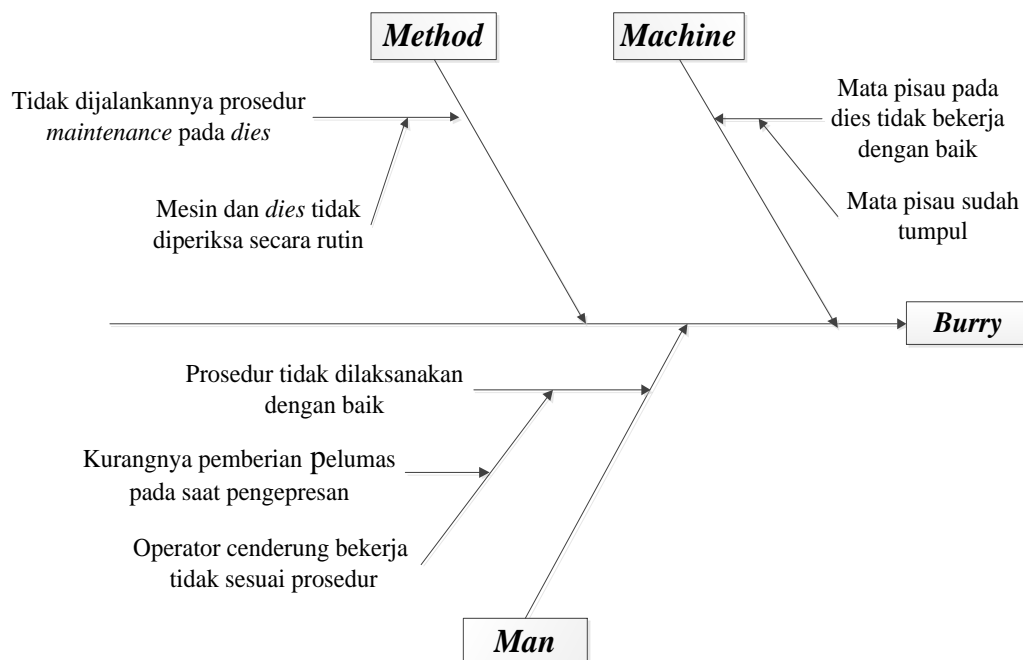 Method
Machine
Tidak dijalankannya prosedur
maintenance pada dies
Mesin dan dies tidak
diperiksa secara rutin
Mata pisau pada
dies tidak bekerja
dengan baik
Mata pisau sudah
tumpul
Burry
Prosedur tidak dilaksanakan
dengan baik
Kurangnya pemberian pelumas
pada saat pengepresan
Operator cenderung bekerja
tidak sesuai prosedur
Man